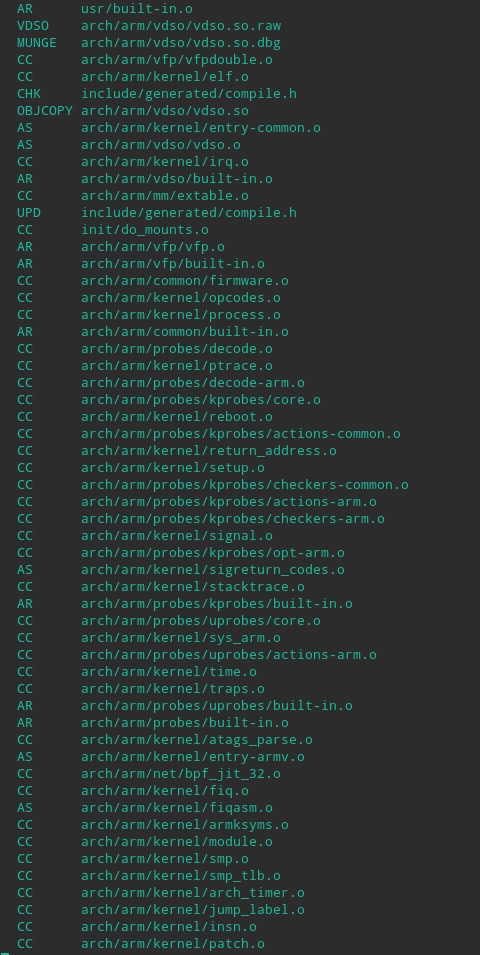 AR      usr/built-in.o
VDSO    arch/arm/vdso/vdso.so.raw
MUNGE   arch/arm/vdso/vdso.so.dbg
CC      arch/arm/vfp/vfpdouble.o
CC      arch/arm/kernel/elf.o
CHK     include/generated/compile.h
OBJCOPY arch/arm/vdso/vdso.so
AS      arch/arm/kernel/entry-common.o
AS      arch/arm/vdso/vdso.o
CC      arch/arm/kernel/irq.o
AR      arch/arm/vdso/built-in.o
CC      arch/arm/mm/extable.o
UPD     include/generated/compile.h
CC      init/do_mounts.o
AR      arch/arm/vfp/vfp.o
AR      arch/arm/vfp/built-in.o
CC      arch/arm/common/firmware.o
CC      arch/arm/kernel/opcodes.o
CC      arch/arm/kernel/process.o
AR      arch/arm/common/built-in.o
CC      arch/arm/probes/decode.o
CC      arch/arm/kernel/ptrace.o
CC      arch/arm/probes/decode-arm.o
CC      arch/arm/probes/kprobes/core.o
CC      arch/arm/kernel/reboot.o
CC      arch/arm/probes/kprobes/actions-common.o
CC      arch/arm/kernel/return_address.o
CC      arch/arm/kernel/setup.o
CC      arch/arm/probes/kprobes/checkers-common.o
CC      arch/arm/probes/kprobes/actions-arm.o
CC      arch/arm/probes/kprobes/checkers-arm.o
CC      arch/arm/kernel/signal.o
CC      arch/arm/probes/kprobes/opt-arm.o
AS      arch/arm/kernel/sigreturn_codes.o
CC      arch/arm/kernel/stacktrace.o
AR      arch/arm/probes/kprobes/built-in.o
CC      arch/arm/probes/uprobes/core.o
CC      arch/arm/kernel/sys_arm.o
CC      arch/arm/probes/uprobes/actions-arm.o
CC      arch/arm/kernel/time.o
CC      arch/arm/kernel/traps.o
AR      arch/arm/probes/uprobes/built-in.o
AR      arch/arm/probes/built-in.o
CC      arch/arm/kernel/atags_parse.o
AS      arch/arm/kernel/entry-armv.o
CC      arch/arm/net/bpf_jit_32.o
CC      arch/arm/kernel/fiq.o
AS      arch/arm/kernel/fiqasm.o
CC      arch/arm/kernel/armksyms.o
CC      arch/arm/kernel/module.o
CC      arch/arm/kernel/smp.o
CC      arch/arm/kernel/smp_tlb.o
CC      arch/arm/kernel/arch_timer.o
CC      arch/arm/kernel/jump_label.o
CC      arch/arm/kernel/insn.o
CC      arch/arm/kernel/patch.o